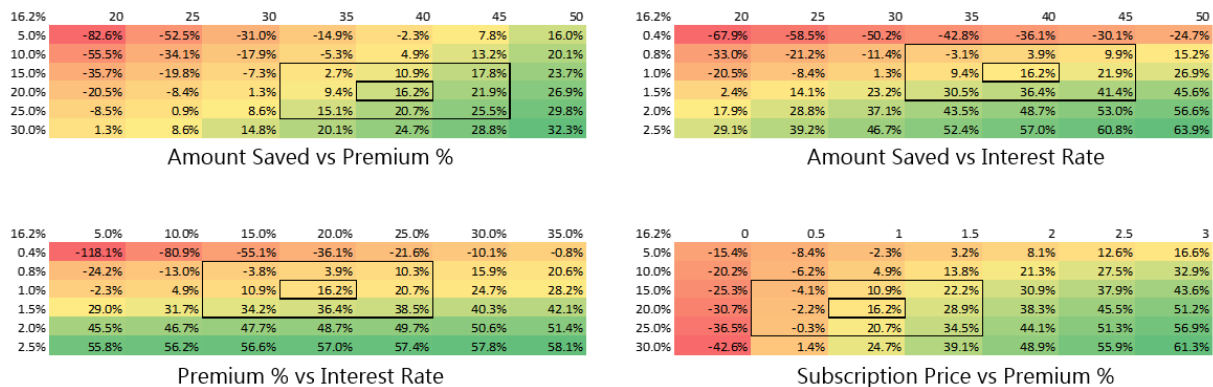 16.2% 20 25 30 35 40 45 50
5.0% -82.6% -52.5% -31.0% -14.9% -2.3% 7.8% 16.0%
10.0% -55.5% -34.1% -17.9% -5.3% 4.9% 13.2% 20.1%
15.0% -35.7% -19.8% -7.3% 2.7% 10.9% 17.8% 23.7%
20.0% -20.5% -8.4% 1.3% 9.4% 16.2% 21.9% 26.9%
25.0% -8.5% 0.9% 8.6% 15.1% 20.7% 25.5% 29.8%
30.0% 1.3% 8.6% 14.8% 20.1% 24.7% 28.8% 32.3%
Amount Saved vs Premium %
16.2% 20 25 30 35 40 45 50
0.4% -67.9% -58.5% -50.2% -42.8% -36.1% -30.1% -24.7%
0.8% -33.0% -21.2% -11.4% -3.1% 3.9% 9.9% 15.2%
1.0% -20.5% -8.4% 1.3% 9.4% 16.2% 21.9% 26.9%
1.5% 2.4% 14.1% 23.2% 30.5% 36.4% 41.4% 45.6%
2.0% 17.9% 28.8% 37.1% 43.5% 48.7% 53.0% 56.6%
2.5% 29.1% 39.2% 46.7% 52.4% 57.0% 60.8% 63.9%
Amount Saved vs Interest Rate
16.2% 5.0% 10.0% 15.0% 20.0% 25.0% 30.0% 35.0%
0.4% -118.1% -80.9% -55.1% -36.1% -21.6% -10.1% -0.8%
0.8% -24.2% -13.0% -3.8% 3.9% 10.3% 15.9% 20.6%
1.0% -2.3% 4.9% 10.9% 16.2% 20.7% 24.7% 28.2%
1.5% 29.0% 31.7% 34.2% 36.4% 38.5% 40.3% 42.1%
2.0% 45.5% 46.7% 47.7% 48.7% 49.7% 50.6% 51.4%
2.5% 55.8% 56.2% 56.6% 57.0% 57.4% 57.8% 58.1%
Premium % vs Interest Rate
16.2% 0 0.5 1 1.5 2 2.5 3
5.0% -15.4% -8.4% -2.3% 3.2% 8.1% 12.6% 16.6%
10.0% -20.2% -6.2% 4.9% 13.8% 21.3% 27.5% 32.9%
15.0% -25.3% -4.1% 10.9% 22.2% 30.9% 37.9% 43.6%
20.0% -30.7% -2.2% 16.2% 28.9% 38.3% 45.5% 51.2%
25.0% -36.5% -0.3% 20.7% 34.5% 44.1% 51.3% 56.9%
30.0% -42.6% 1.4% 24.7% 39.1% 48.9% 55.9% 61.3%
Subscription Price vs Premium %